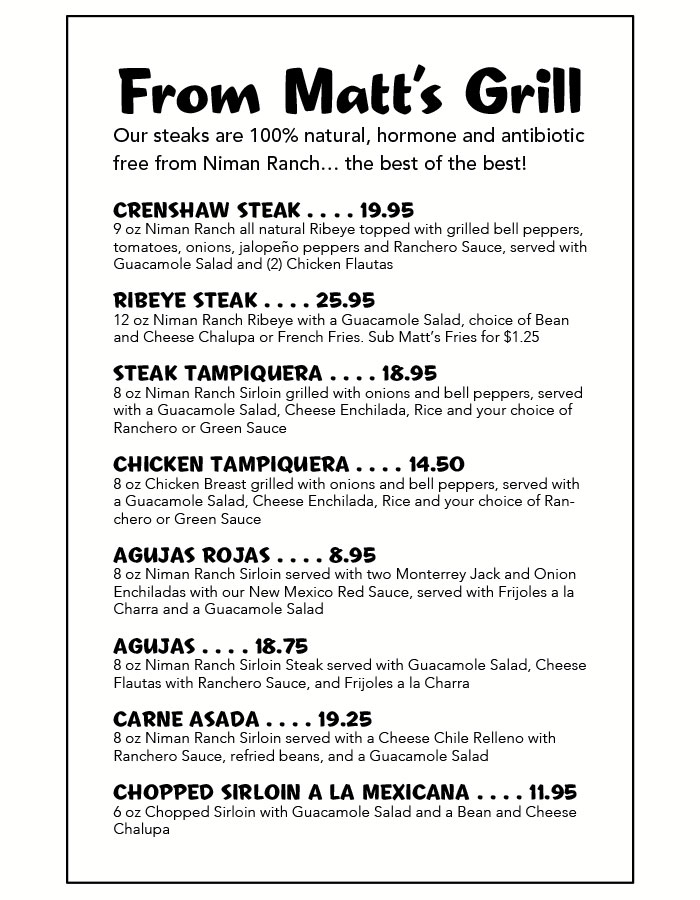 From Matt's Grill
Our steaks are 100% natural, hormone and antibiotic
free from Niman Ranch... the best of the best!
CRENSHAW STEAK . . . . 19.95
9 oz Niman Ranch all natural Ribeye topped with grilled bell peppers,
tomatoes, onions, jalopeño peppers and Ranchero Sauce, served with
Guacamole Salad and (2) Chicken Flautas
RIBEYE STEAK . . . . 25.95
12 oz Niman Ranch Ribeye with a Guacamole Salad, choice of Bean
and Cheese Chalupa or French Fries. Sub Matt's Fries for $1.25
STEAK TAMPIQUERA . . . . 18.95
8 oz Niman Ranch Sirloin grilled with onions and bell peppers, served
with a Guacamole Salad, Cheese Enchilada, Rice and your choice of
Ranchero or Green Sauce
CHICKEN TAMPIQUERA . . . . 14.50
8 oz Chicken Breast grilled with onions and bell peppers, served with
a Guacamole Salad, Cheese Enchilada, Rice and your choice of Ran-
chero or Green Sauce
AGUJAS ROJAS . . . . 8.95
8 oz Niman Ranch Sirloin served with two Monterrey Jack and Onion
Enchiladas with our New Mexico Red Sauce, served with Frijoles a la
Charra and a Guacamole Salad
AGUJAS . . . . 18.75
8 oz Niman Ranch Sirloin Steak served with Guacamole Salad, Cheese
Flautas with Ranchero Sauce, and Frijoles a la Charra
CARNE ASADA . . . . 19.25
8 oz Niman Ranch Sirloin served with a Cheese Chile Relleno with
Ranchero Sauce, refried beans, and a Guacamole Salad
CHOPPED SIRLOIN A LA MEXICANA . . . . 11.95
6 oz Chopped Sirloin with Guacamole Salad and a Bean and Cheese
Chalupa